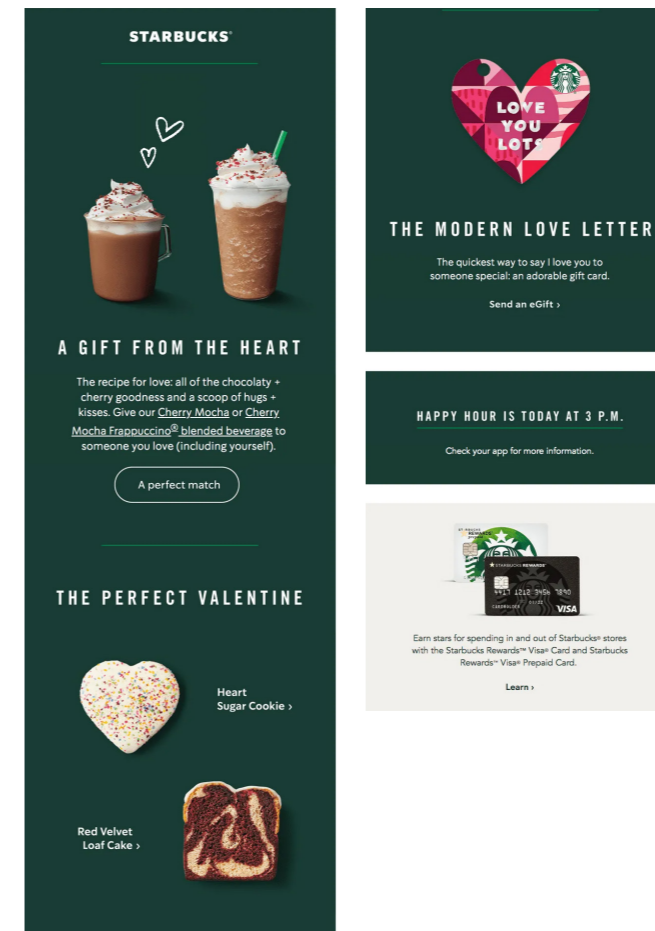 STARBUCKS®
A GIFT FROM THE HEART
The recipe for love: all of the chocolaty +
cherry goodness and a scoop of hugs +
kisses. Give our Cherry Mocha or Cherry
Mocha Frappuccino® blended beverage to
someone you love (including yourself).
A perfect match
THE PERFECT VALENTINE
Heart
Sugar Cookie ›
Red Velvet
Loaf Cake ›
LOVE
YOU
LOTS
THE MODERN LOVE LETTER
The quickest way to say I love you to
someone special: an adorable gift card.
Send an eGift ›
HAPPY HOUR IS TODAY AT 3 P.M.
Check your app for more information.
STARBUCKS REWARDS
4417 1212 3456 7890
CARDHOLDER
VISA
Earn stars for spending in and out of Starbucks® stores
with the Starbucks Rewards™ Visa® Card and Starbucks
Rewards™ Visa® Prepaid Card.
Learn ›